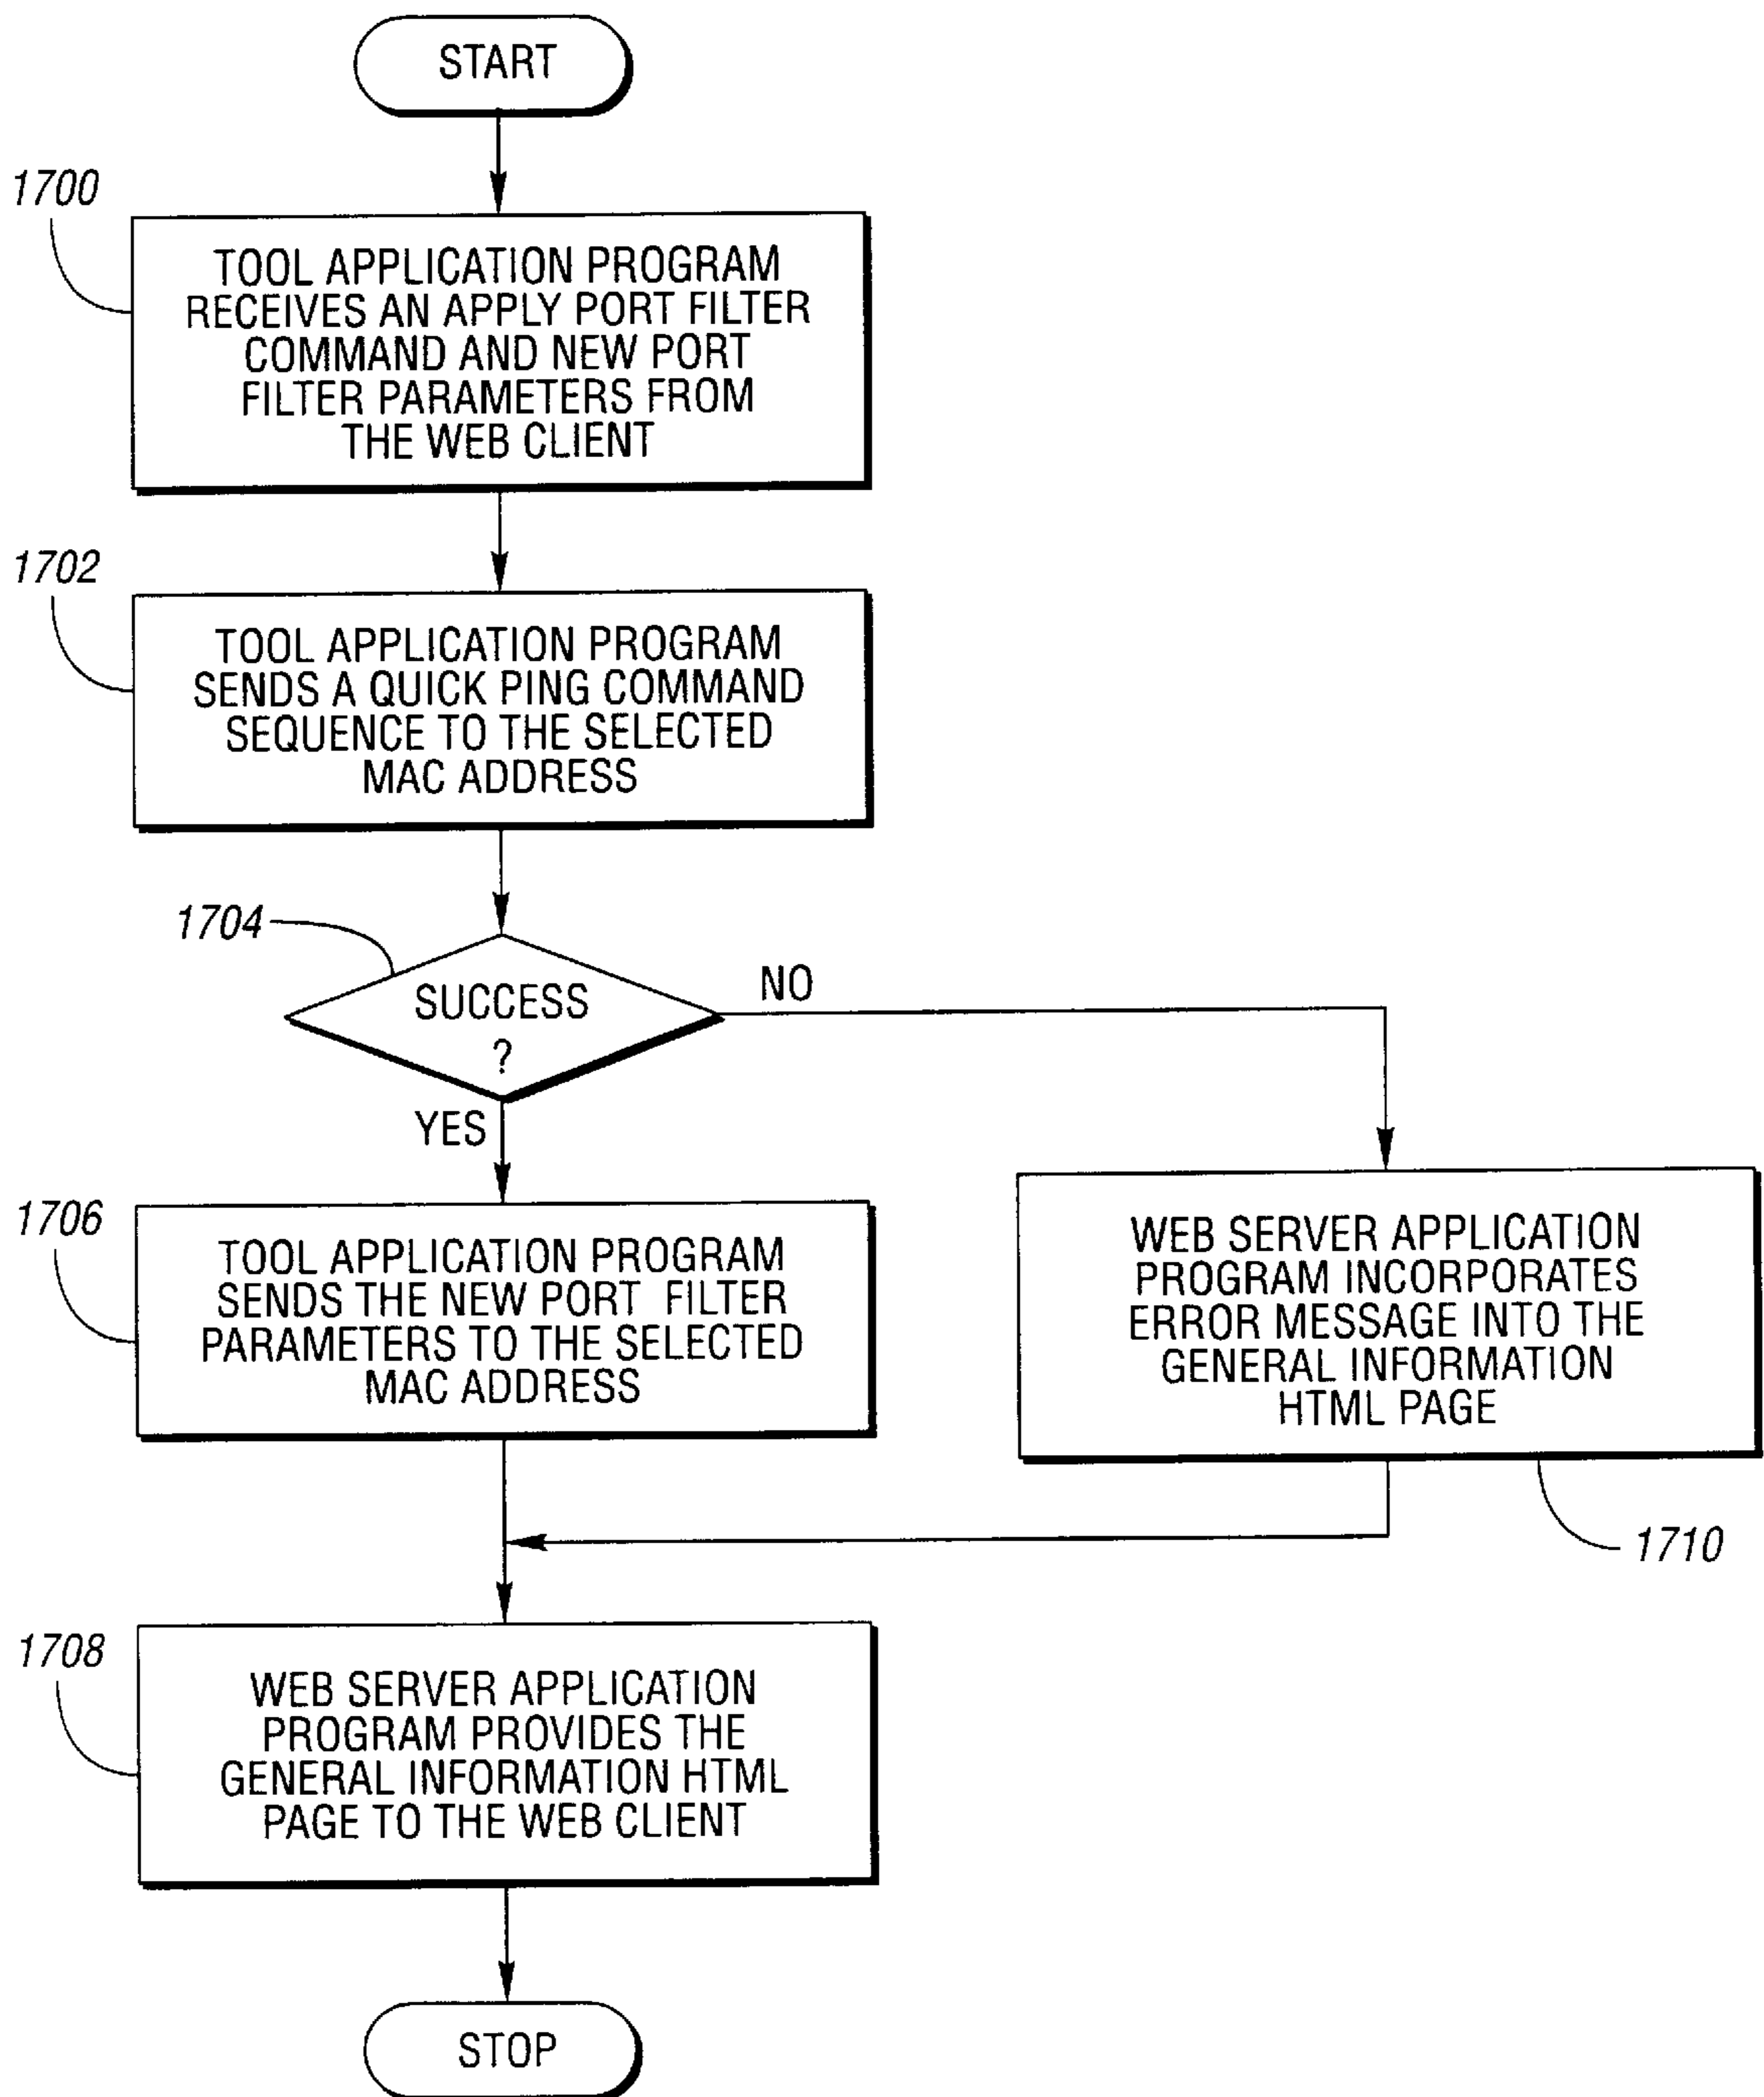 START
1700
TOOL APPLICATION PROGRAM
RECEIVES AN APPLY PORT FILTER
COMMAND AND NEW PORT
FILTER PARAMETERS FROM
THE WEB CLIENT
1702
TOOL APPLICATION PROGRAM
SENDS A QUICK PING COMMAND
SEQUENCE TO THE SELECTED
MAC ADDRESS
1704
SUCCESS
?
NO
YES
1706
TOOL APPLICATION PROGRAM
SENDS THE NEW PORT FILTER
PARAMETERS TO THE SELECTED
MAC ADDRESS
WEB SERVER APPLICATION
PROGRAM INCORPORATES
ERROR MESSAGE INTO THE
GENERAL INFORMATION
HTML PAGE
1710
1708
WEB SERVER APPLICATION
PROGRAM PROVIDES THE
GENERAL INFORMATION HTML
PAGE TO THE WEB CLIENT
STOP